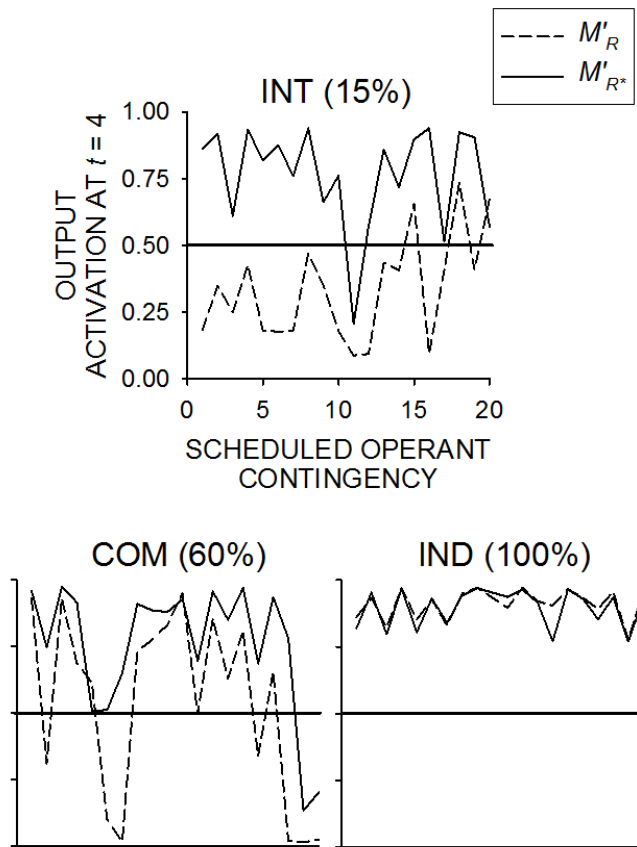 M'R
M'R*
INT (15%)
OUTPUT
ACTIVATION AT t = 4
1.00
0.75
0.50
0.25
0.00
0 5 10 15 20
SCHEDULED OPERANT
CONTINGENCY
COM (60%) IND (100%)